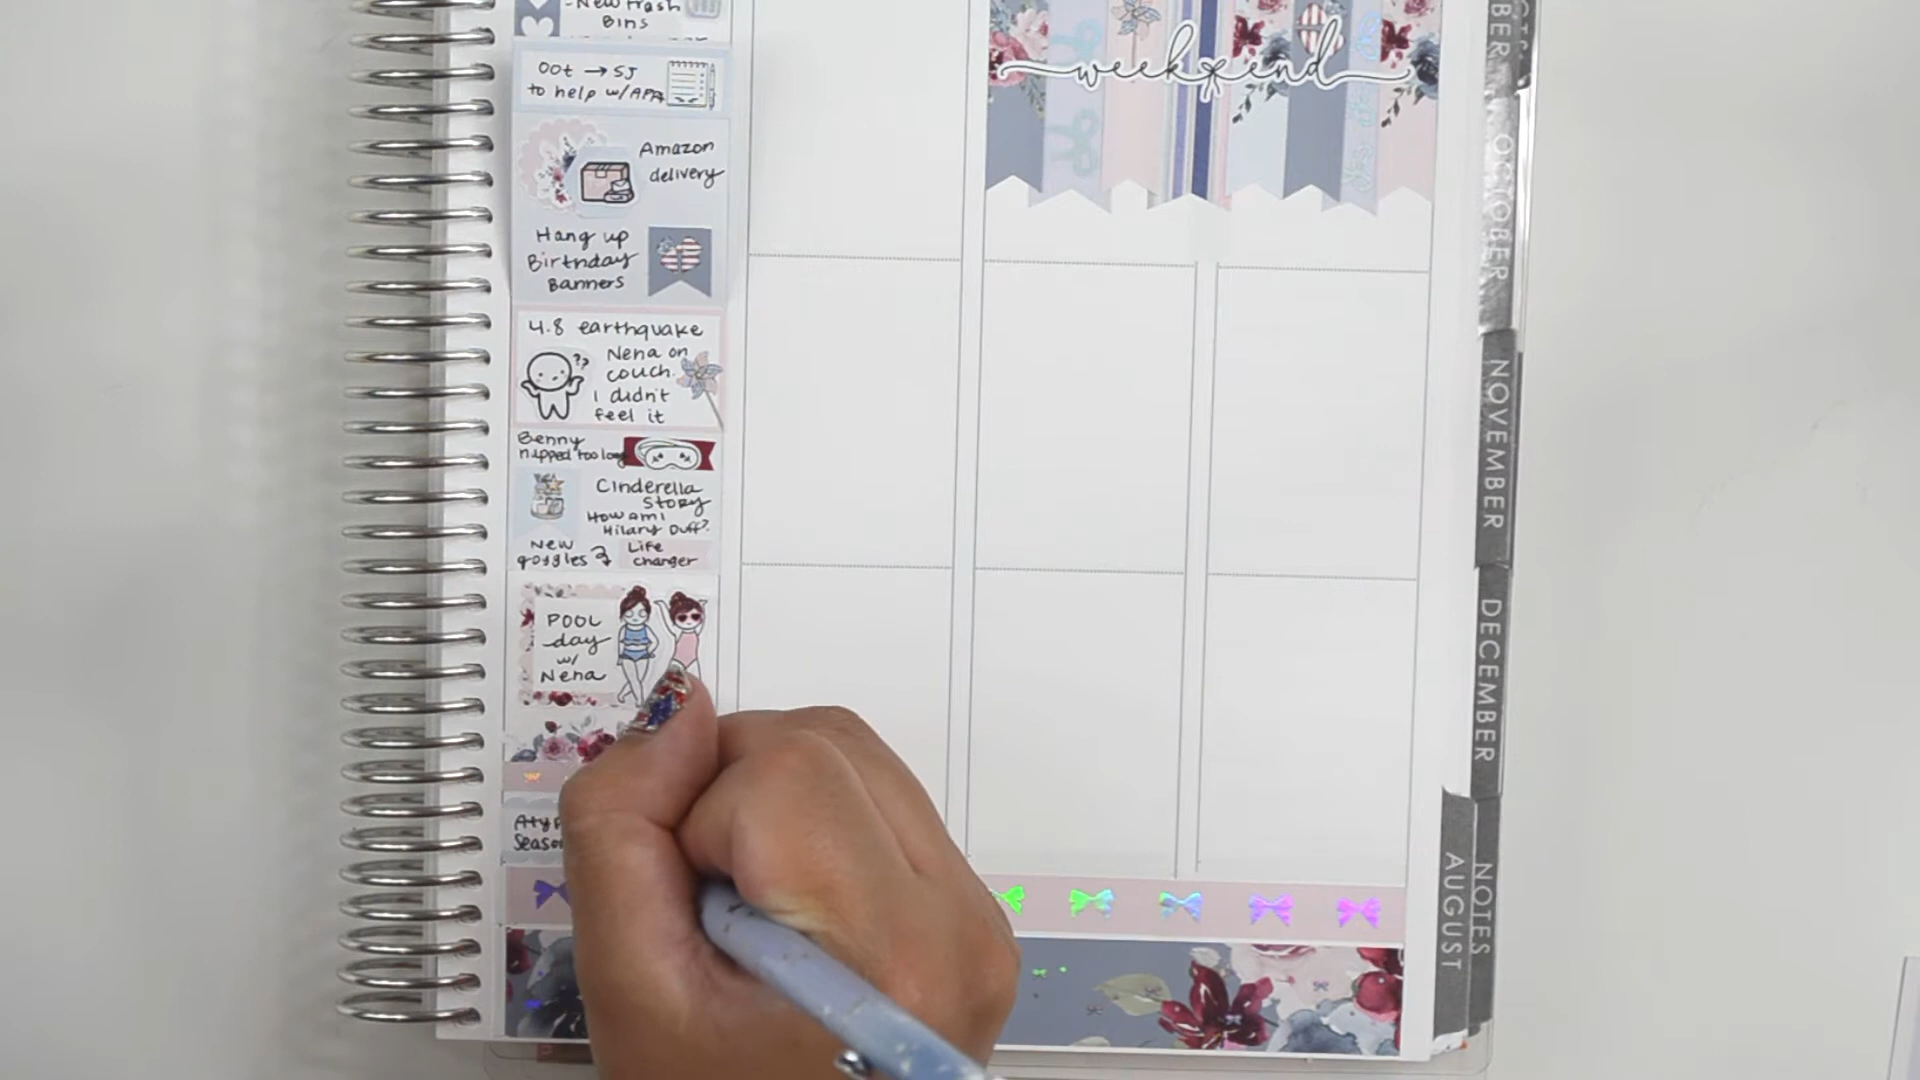 -New Trash
Bins
OOt → SJ
to help w/APA
Amazon
delivery
Hang up
Birthday
Banners
4.8 earthquake
??
Nena on
couch.
I didn't
feel it
Benny
napped too long
Cinderella
Story
How am I
Hilary Duff?
New
goggles
Life
changer
POOL
day
w/
Nena
weekend
OCTOBER
NOVEMBER
DECEMBER
NOTES
AUGUST